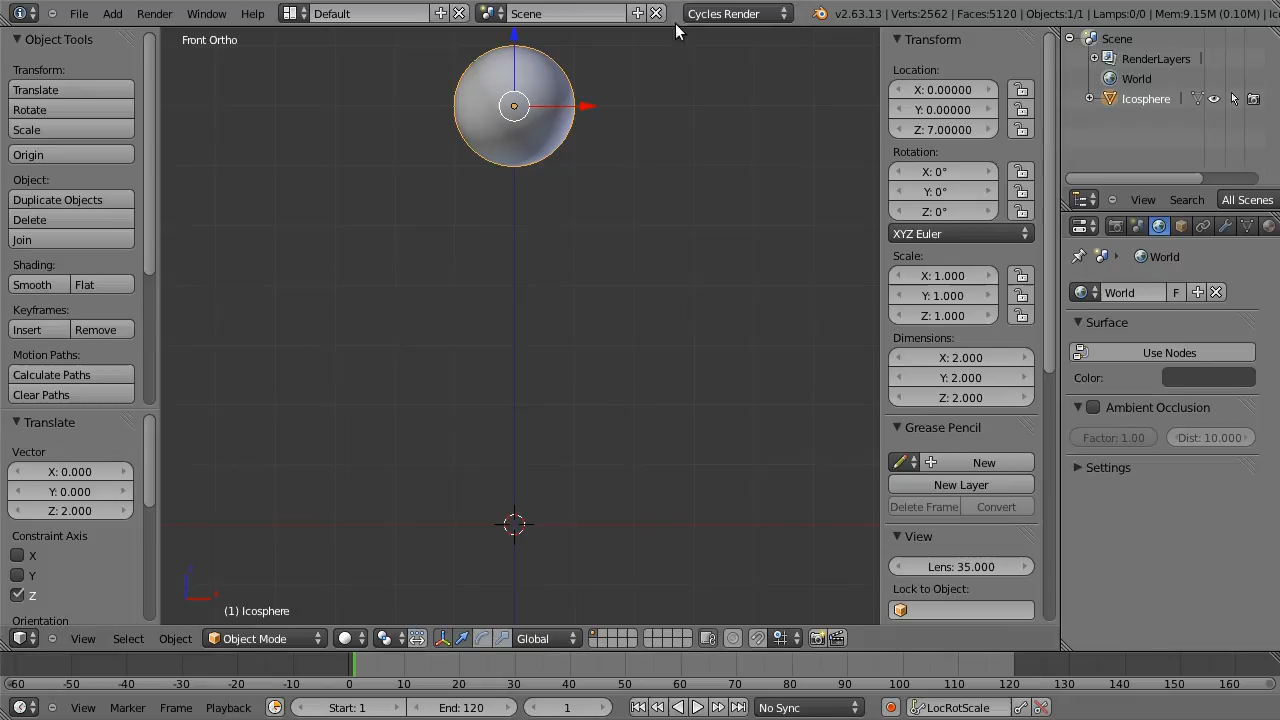 File Add Render Window Help Default Scene Cycles Render v2.63.13 | Verts:2562 | Faces:5120 | Objects:1/1 | Lamps:0/0 | Mem:9.15M (0.10M) |
Object Tools
Transform:
Translate
Rotate
Scale
Origin
Object:
Duplicate Objects
Delete
Join
Shading:
Smooth Flat
Keyframes:
Insert Remove
Motion Paths:
Calculate Paths
Clear Paths
Translate
Vector
X: 0.000
Y: 0.000
Z: 2.000
Constraint Axis
X
Y
Z
Orientation
Front Ortho
(1) Icosphere
View Select Object Object Mode Global
Transform
Location:
X: 0.00000
Y: 0.00000
Z: 7.00000
Rotation:
X: 0°
Y: 0°
Z: 0°
XYZ Euler
Scale:
X: 1.000
Y: 1.000
Z: 1.000
Dimensions:
X: 2.000
Y: 2.000
Z: 2.000
Grease Pencil
New
New Layer
Delete Frame Convert
View
Lens: 35.000
Lock to Object:
Scene
RenderLayers
World
Icosphere
View Search All Scenes
World
World F
Surface
Use Nodes
Color:
Ambient Occlusion
Factor: 1.00 Dist: 10.000
Settings
-60 -50 -40 -30 -20 -10 0 10 20 30 40 50 60 70 80 90 100 110 120 130 140 150 160
View Marker Frame Playback Start: 1 End: 120 1 No Sync LocRotScale